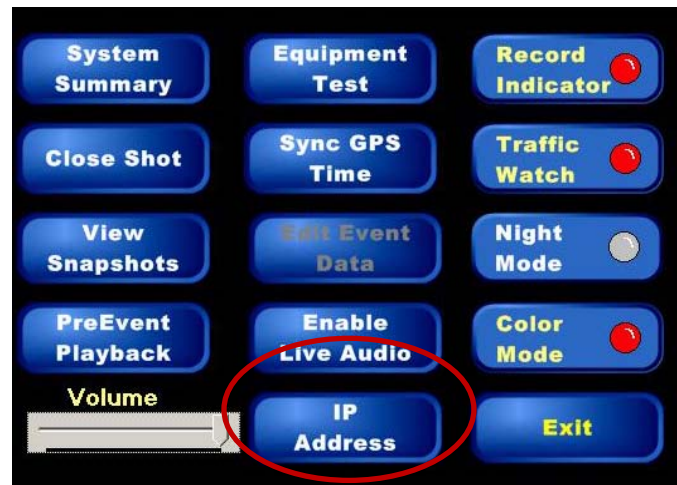 System
Summary
Equipment
Test
Record
Indicator
Close Shot
Sync GPS
Time
Traffic
Watch
View
Snapshots
Edit Event
Data
Night
Mode
PreEvent
Playback
Enable
Live Audio
Color
Mode
Volume
IP
Address
Exit